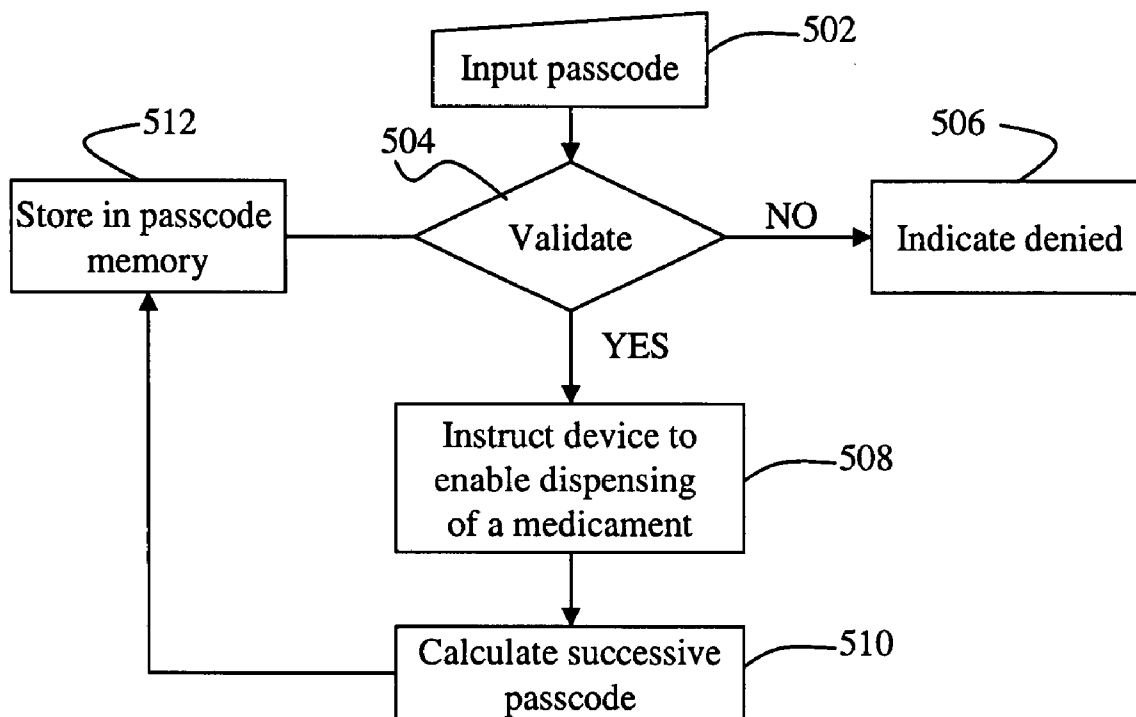 Input passcode
502
512
504
506
Store in passcode
memory
Validate
NO
Indicate denied
YES
Instruct device to
enable dispensing
of a medicament
508
Calculate successive
passcode
510